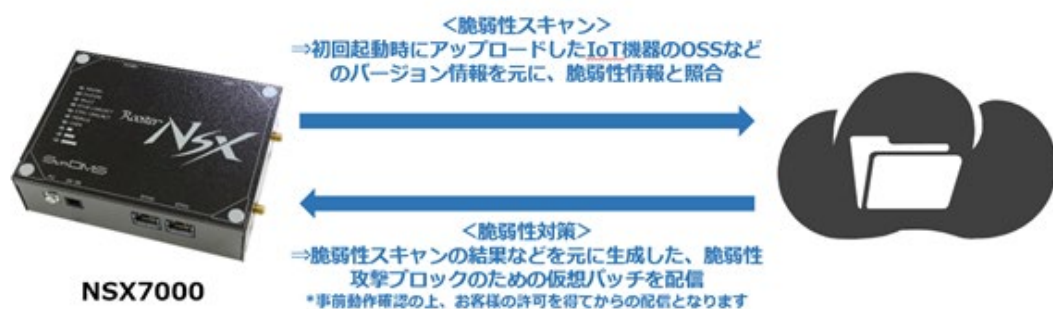 <脆弱性スキャン>
⇒初回起動時にアップロードしたIoT機器のOSSなど
のバージョン情報を元に、脆弱性情報と照合
Rooster
NSX
SunDMS
NSX7000
<脆弱性対策>
⇒脆弱性スキャンの結果などを元に生成した、脆弱性
攻撃ブロックのための仮想パッチを配信
*事前動作確認の上、お客様の許可を得てからの配信となります